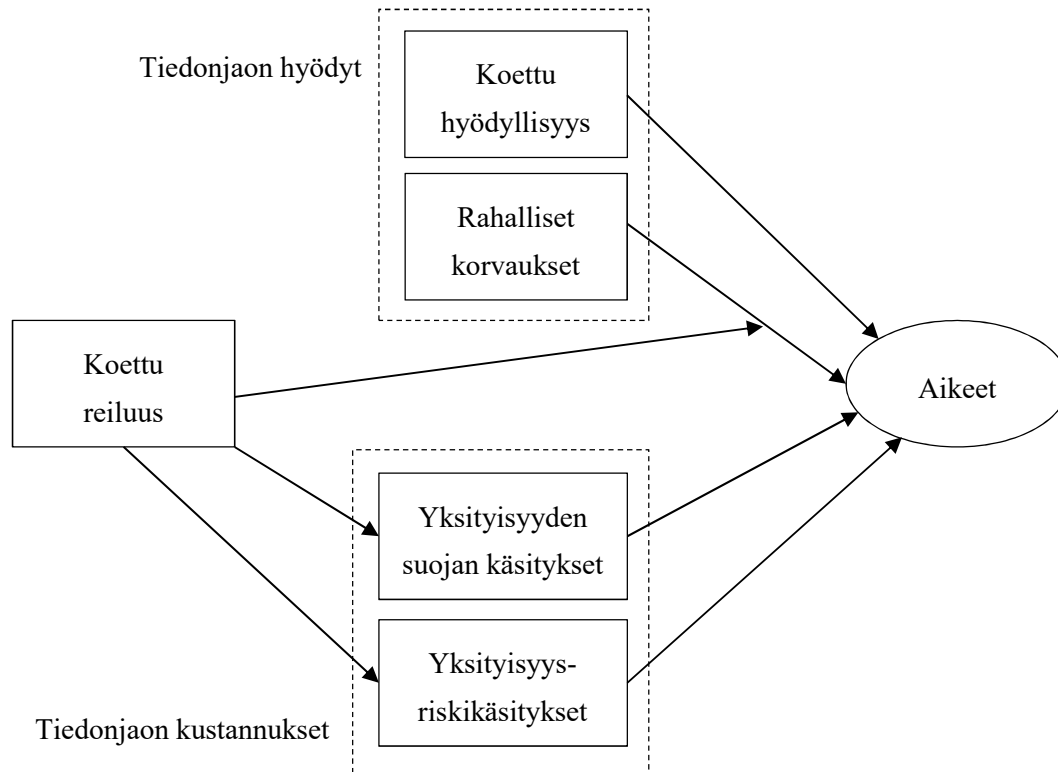 Tiedonjaon hyödyt
Koettu
hyödyllisyys
Rahalliset
korvaukset
Koettu
reiluus
Aikeet
Yksityisyyden
suojan käsitykset
Yksityisyys-
riskikäsitykset
Tiedonjaon kustannukset